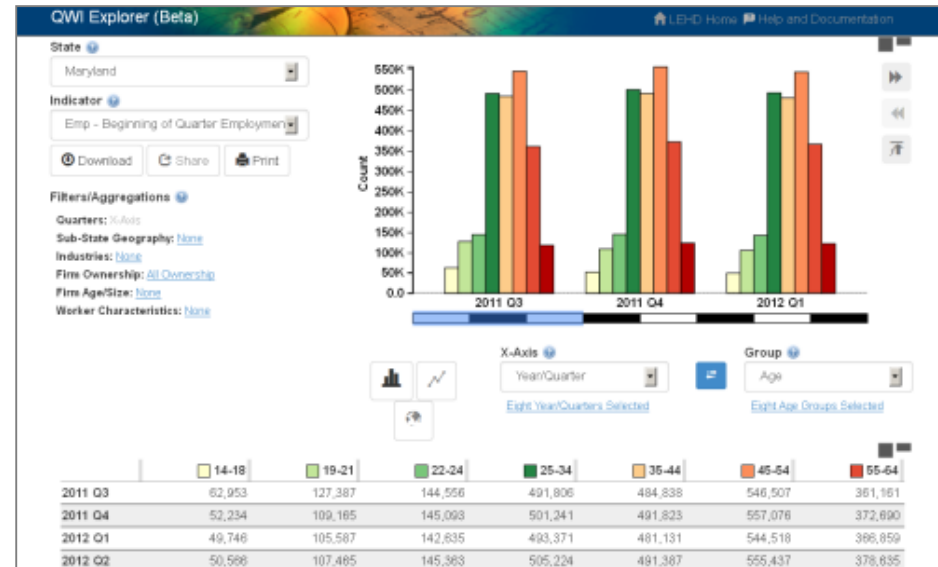 QWI Explorer (Beta)
LEHD Home Help and Documentation
State
Maryland
Indicator
Emp - Beginning of Quarter Employmen
Download Share Print
Filters/Aggregations
Quarters: X-Axis
Sub-State Geography: None
Industries: None
Firm Ownership: All Ownership
Firm Age/Size: None
Worker Characteristics: None
550K
500K
450K
400K
350K
300K
250K
200K
150K
100K
50K
0.0
Count
2011 Q3 2011 Q4 2012 Q1
X-Axis Group
Year/Quarter Age
Eight Year/Quarters Selected Eight Age Groups Selected
14-18 19-21 22-24 25-34 35-44 45-54 55-64
2011 Q3 62,953 127,387 144,556 491,806 484,838 546,507 361,161
2011 Q4 52,234 109,165 145,093 501,241 491,823 557,076 372,690
2012 Q1 49,746 105,587 142,635 493,371 481,131 544,518 366,859
2012 Q2 50,566 107,465 145,363 505,224 491,387 555,437 378,635